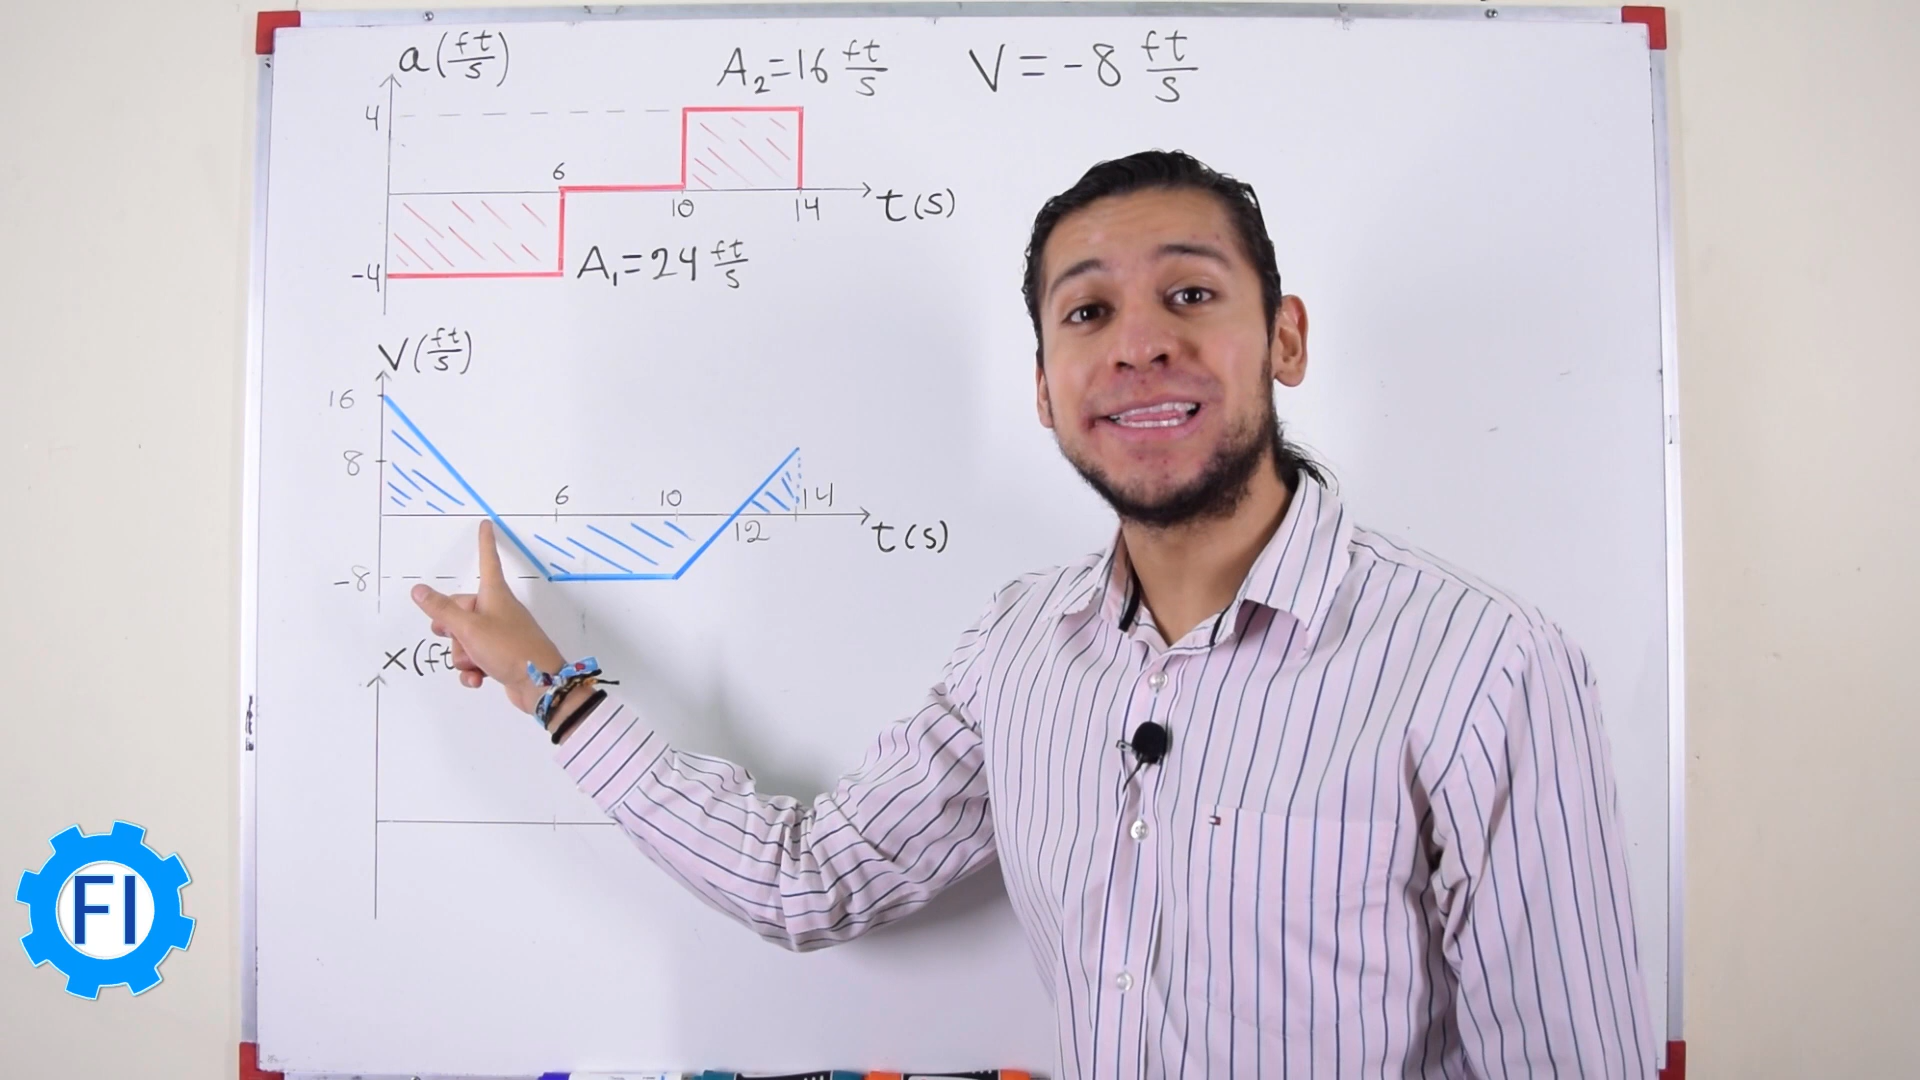 a(ft/s)
A₂=16 ft/s
V=-8 ft/s
4
6
10
14
t(s)
-4
A₁=24 ft/s
V(ft/s)
16
8
6
10
14
12
t(s)
-8
x(ft
FI